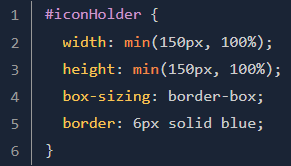 1 #iconHolder {
2   width: min(150px, 100%);
3   height: min(150px, 100%);
4   box-sizing: border-box;
5   border: 6px solid blue;
6 }